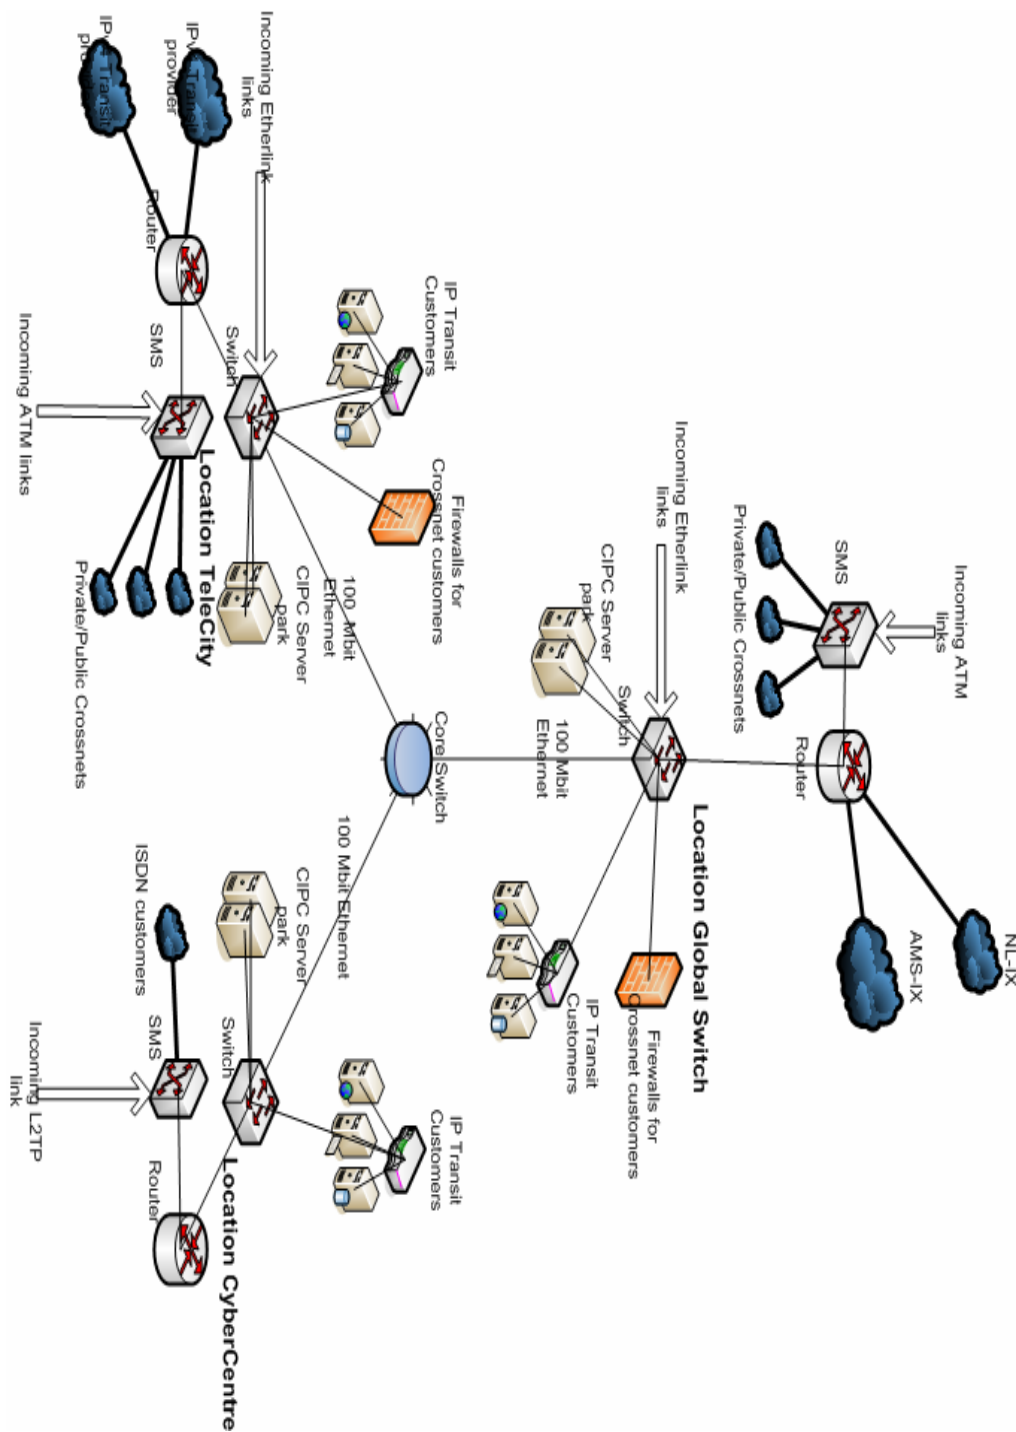 NL-IX
AMS-IX
Incoming ATM
links
SMS
Router
Private/Public Crossnets
Location Global Switch
Incoming Etherlink
links
Switch
CIPC Server
park
100 Mbit
Ethernet
Firewalls for
Crossnet customers
IP Transit
Customers
Core Switch
IP Transit
Customers
Firewalls for
Crossnet customers
Incoming Etherlink
links
Switch
CIPC Server
park
100 Mbit
Ethernet
Location TeleCity
Transit
provider
Transit
Router
SMS
Incoming ATM links
Private/Public Crossnets
100 Mbit Ethernet
IP Transit
Customers
CIPC Server
park
Switch
Location CyberCentre
ISDN customers
SMS
Router
Incoming L2TP
link